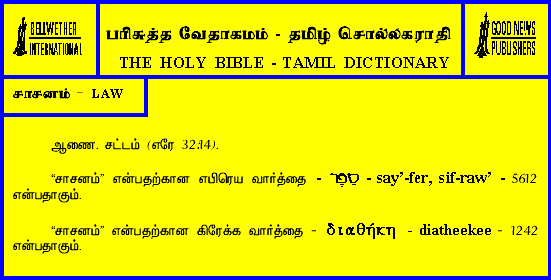 BELLWETHER
INTERNATIONAL
பரிசுத்த வேதாகமம் - தமிழ் சொல்லகராதி
THE HOLY BIBLE - TAMIL DICTIONARY
GOOD NEWS
PUBLISHERS
சாசனம் - LAW
ஆணை. சட்டம் (எரே 32:14).
“சாசனம்” என்பதற்கான எபிரெய வார்த்தை - סֵפֶר - say’-fer, sif-raw’ - 5612
என்பதாகும்.
“சாசனம்” என்பதற்கான கிரேக்க வார்த்தை - διαθήκη - diatheekee - 1242
என்பதாகும்.